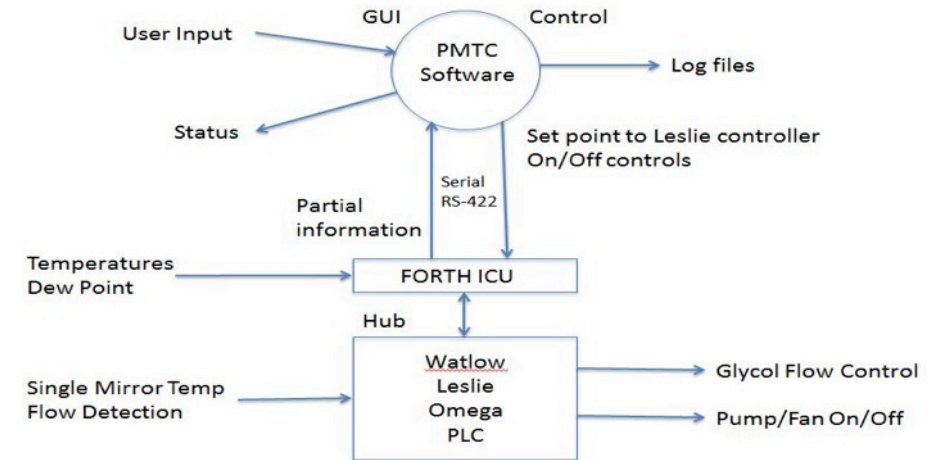 GUI
Control
User Input
PMTC
Software
Log files
Status
Set point to Leslie controller
On/Off controls
Serial
RS-422
Partial
information
Temperatures
Dew Point
FORTH ICU
Hub
Watlow
Leslie
Omega
PLC
Single Mirror Temp
Flow Detection
Glycol Flow Control
Pump/Fan On/Off